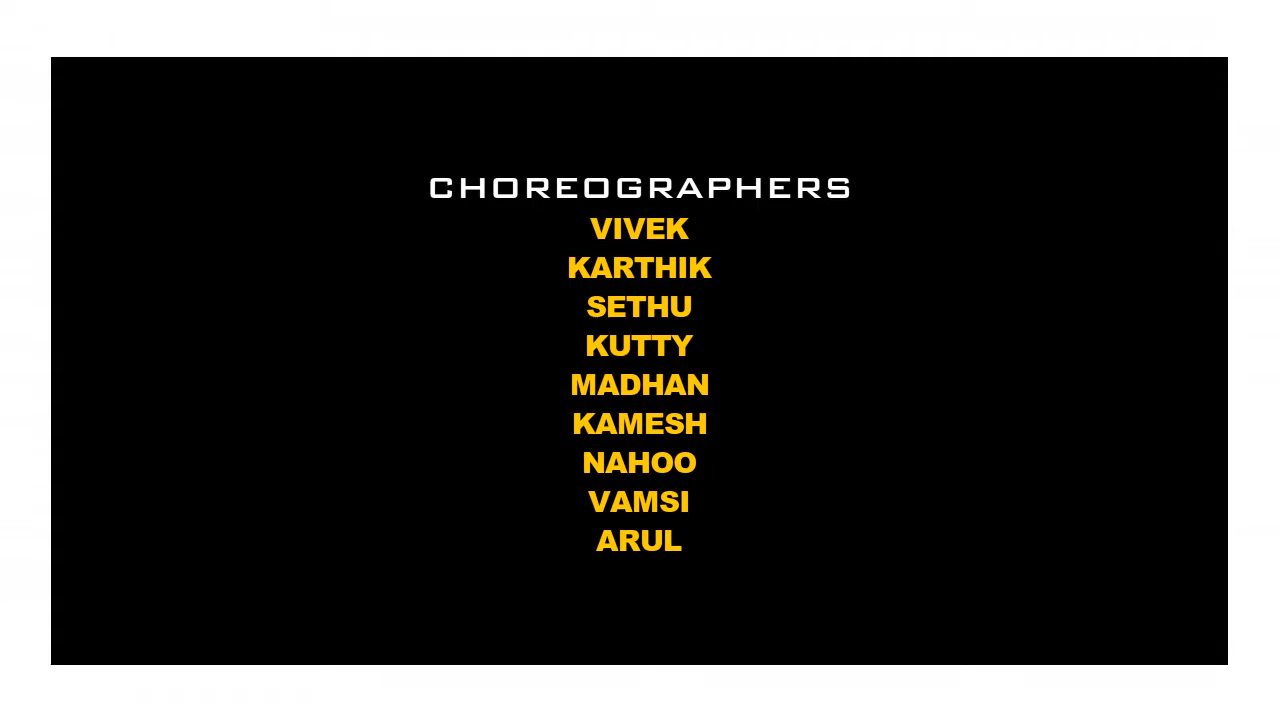 CHOREOGRAPHERS
VIVEK
KARTHIK
SETHU
KUTTY
MADHAN
KAMESH
NAHOO
VAMSI
ARUL